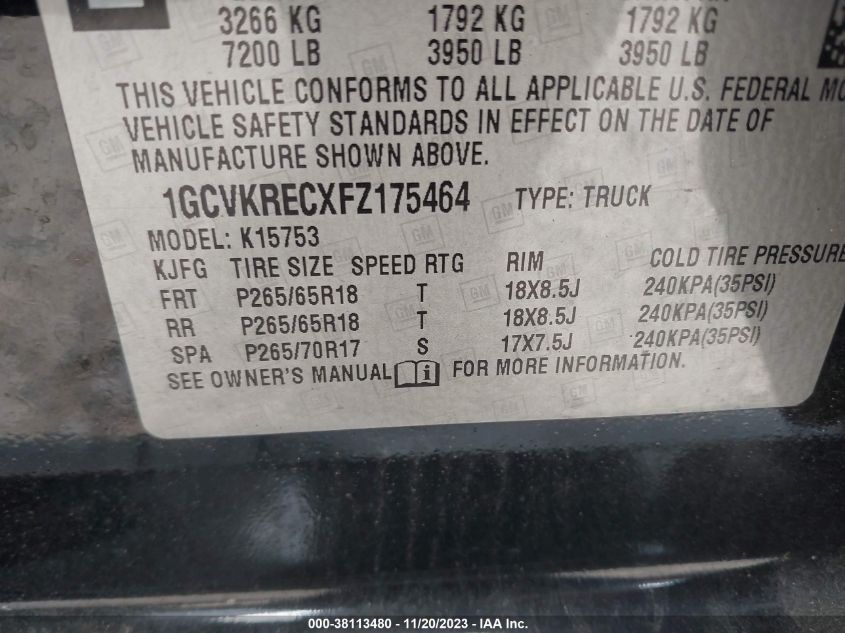 3266 KG 1792 KG 1792 KG
7200 LB 3950 LB 3950 LB
THIS VEHICLE CONFORMS TO ALL APPLICABLE U.S. FEDERAL MO
VEHICLE SAFETY STANDARDS IN EFFECT ON THE DATE OF
MANUFACTURE SHOWN ABOVE.
1GCVKRECXFZ175464 TYPE: TRUCK
MODEL: K15753
KJFG TIRE SIZE SPEED RTG RIM COLD TIRE PRESSURE
FRT P265/65R18 T 18X8.5J 240KPA(35PSI)
RR P265/65R18 T 18X8.5J 240KPA(35PSI)
SPA P265/70R17 S 17X7.5J 240KPA(35PSI)
SEE OWNER'S MANUAL i FOR MORE INFORMATION.
000-38113480 - 11/20/2023 - IAA Inc.